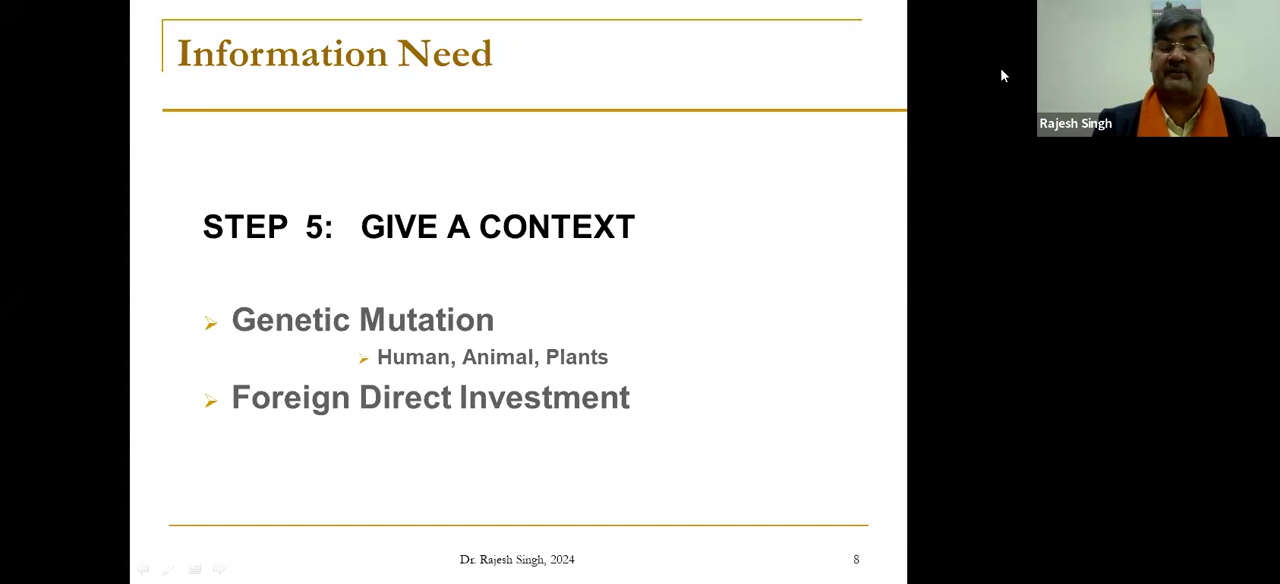 Information Need
Rajesh Singh
STEP 5: GIVE A CONTEXT
Genetic Mutation
Human, Animal, Plants
Foreign Direct Investment
Dr. Rajesh Singh, 2024
8